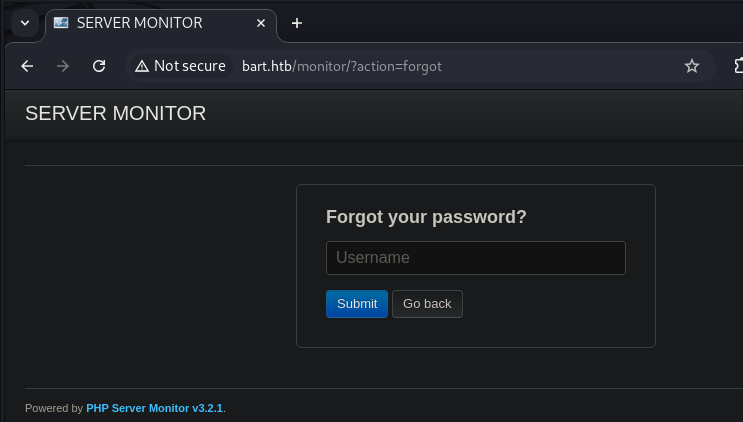 SERVER MONITOR
Not secure bart.htb/monitor/?action=forgot
SERVER MONITOR
Forgot your password?
Username
Submit Go back
Powered by PHP Server Monitor v3.2.1.